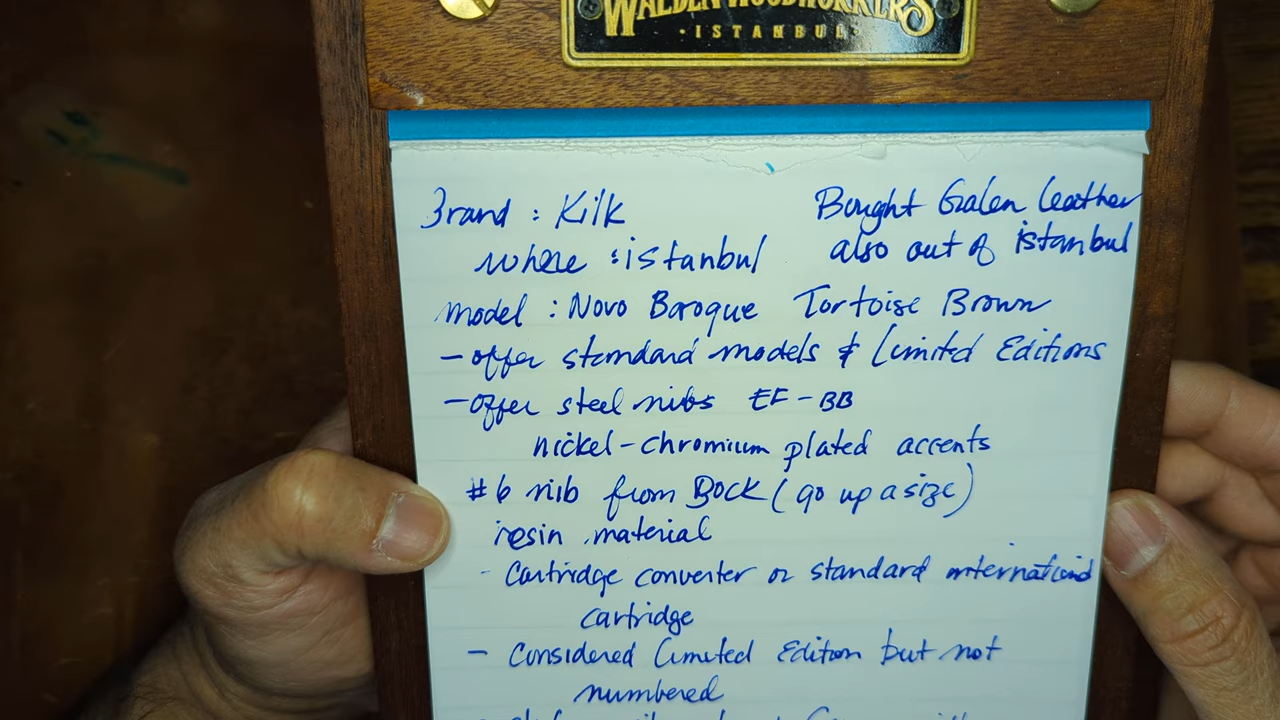 WALDEN WOODWORKERS
·ISTANBUL·
Brand : Kilk
Bought Galen leather
where : istanbul
also out of istanbul
model : Novo Baroque Tortoise Brown
- offer standard models & Limited Editions
- offer steel nibs EF - BB
nickel-chromium plated accents
#6 nib from BOCK (go up a size)
resin material
- Cartridge converter or standard international
cartridge
- Considered Limited Edition but not
numbered